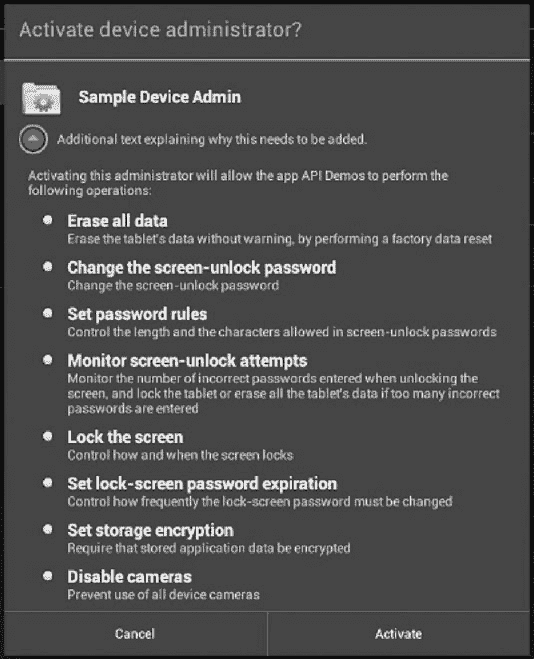 Activate device administrator?
Sample Device Admin
Additional text explaining why this needs to be added.
Activating this administrator will allow the app API Demos to perform the
following operations:
Erase all data
Erase the tablet's data without warning, by performing a factory data reset
Change the screen-unlock password
Change the screen-unlock password
Set password rules
Control the length and the characters allowed in screen-unlock passwords
Monitor screen-unlock attempts
Monitor the number of incorrect passwords entered when unlocking the
screen, and lock the tablet or erase all the tablet's data if too many incorrect
passwords are entered
Lock the screen
Control how and when the screen locks
Set lock-screen password expiration
Control how frequently the lock-screen password must be changed
Set storage encryption
Require that stored application data be encrypted
Disable cameras
Prevent use of all device cameras
Cancel
Activate